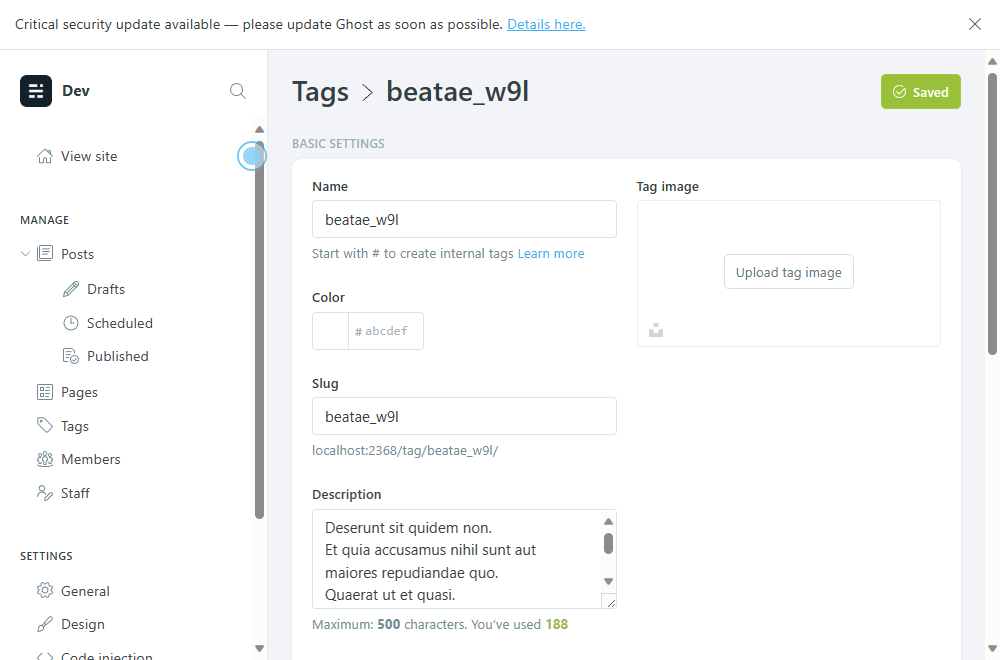 Critical security update available — please update Ghost as soon as possible. Details here.
Dev
View site
MANAGE
Posts
Drafts
Scheduled
Published
Pages
Tags
Members
Staff
SETTINGS
General
Design
Code injection
Tags > beatae_w9l
Saved
BASIC SETTINGS
Name
beatae_w9l
Start with # to create internal tags Learn more
Color
# abcdef
Slug
beatae_w9l
localhost:2368/tag/beatae_w9l/
Description
Deserunt sit quidem non.
Et quia accusamus nihil sunt aut
maiores repudiandae quo.
Quaerat ut et quasi.
Maximum: 500 characters. You've used 188
Tag image
Upload tag image